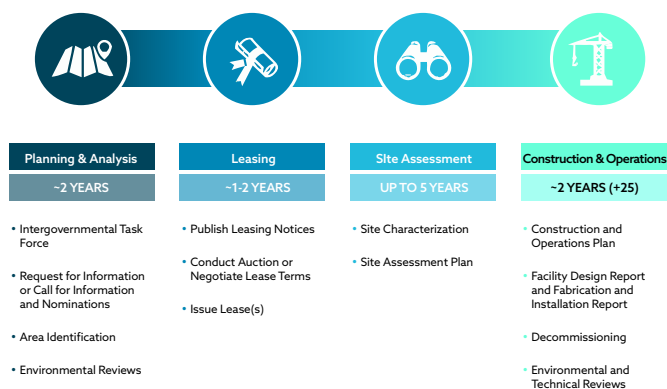 Planning & Analysis
~2 YEARS
• Intergovernmental Task
Force
• Request for Information
or Call for Information
and Nominations
• Area Identification
• Environmental Reviews
Leasing
~1-2 YEARS
• Publish Leasing Notices
• Conduct Auction or
Negotiate Lease Terms
• Issue Lease(s)
SIte Assessment
UP TO 5 YEARS
• Site Characterization
• Site Assessment Plan
Construction & Operations
~2 YEARS (+25)
• Construction and
Operations Plan
• Facility Design Report
and Fabrication and
Installation Report
• Decommissioning
• Environmental and
Technical Reviews